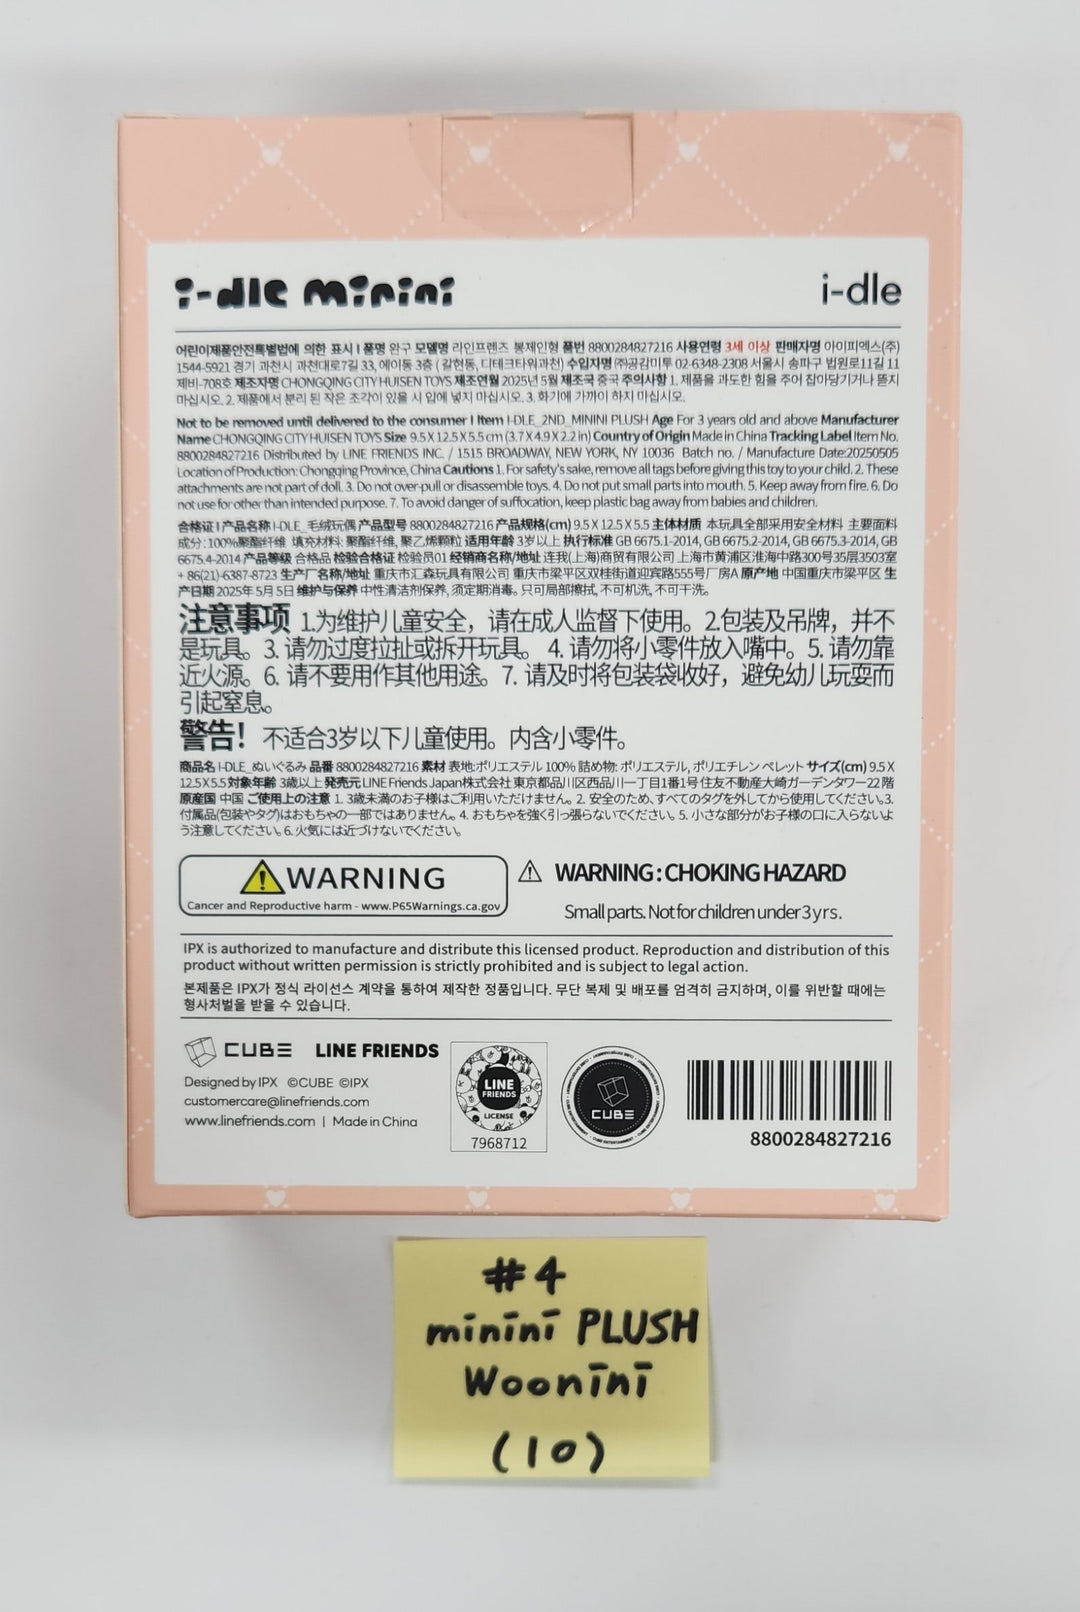 i-dle minini
i-dle
어린이제품안전특별법에 의한 표시 I 품명 완구 모델명 라인프렌즈 봉제인형 품번 8800284827216 사용연령 3세 이상 판매자명 아이피엑스(주)
1544-5921 경기 과천시 과천대로7길 33, 에이동 3층 (갈현동, 디테크타워과천) 수입자명 ㈜공감미투 02-6348-2308 서울시 송파구 법원로11길 11
제비-708호 제조자명 CHONGQING CITY HUISEN TOYS 제조연월 2025년 5월 제조국 중국 주의사항 1. 제품을 과도한 힘을 주어 잡아당기거나 뜯지
마십시오. 2. 제품에서 분리 된 작은 조각이 있을 시 입에 넣지 마십시오. 3. 화기에 가까이 하지 마십시오.
Not to be removed until delivered to the consumer I Item I-DLE_2ND_MININI PLUSH Age For 3 years old and above Manufacturer
Name CHONGQING CITY HUISEN TOYS Size 9.5 X 12.5 X 5.5 cm (3.7 X 4.9 X 2.2 in) Country of Origin Made in China Tracking Label Item No.
8800284827216 Distributed by LINE FRIENDS INC. / 1515 BROADWAY, NEW YORK, NY 10036 Batch no. / Manufacture Date:20250505
Location of Production: Chongqing Province, China Cautions 1. For safety's sake, remove all tags before giving this toy to your child. 2. These
attachments are not part of doll. 3. Do not over-pull or disassemble toys. 4. Do not put small parts into mouth. 5. Keep away from fire. 6. Do
not use for other than intended purpose. 7. To avoid danger of suffocation, keep plastic bag away from babies and children.
合格证 I 产品名称 I-DLE_毛绒玩偶 产品型号 8800284827216 产品规格(cm) 9.5 X 12.5 X 5.5 主体材质 本玩具全部采用安全材料 主要面料
成分: 100%聚酯纤维 填充材料: 聚酯纤维, 聚乙烯颗粒 适用年龄 3岁以上 执行标准 GB 6675.1-2014, GB 6675.2-2014, GB 6675.3-2014, GB
6675.4-2014 产品等级 合格品 检验合格证 检验员01 经销商名称/地址 连我(上海)商贸有限公司 上海市黄浦区淮海中路300号35层3503室
+ 86(21)-6387-8723 生产厂名称/地址 重庆市汇森玩具有限公司 重庆市梁平区双桂街道迎宾路555号厂房A 原产地 中国重庆市梁平区 生
产日期 2025年 5月 5日 维护与保养 中性清洁剂保养, 须定期消毒。只可局部擦拭, 不可机洗, 不可干洗。
注意事项 1.为维护儿童安全，请在成人监督下使用。2.包装及吊牌，并不
是玩具。3. 请勿过度拉扯或拆开玩具。 4. 请勿将小零件放入嘴中。5. 请勿靠
近火源。6. 请不要用作其他用途。7. 请及时将包装袋收好，避免幼儿玩耍而
引起窒息。
警告！ 不适合3岁以下儿童使用。内含小零件。
商品名 I-DLE_ぬいぐるみ 品番 8800284827216 素材 表地:ポリエステル 100% 詰め物: ポリエステル, ポリエチレン ペレット サイズ(cm) 9.5 X
12.5 X 5.5 対象年齢 3歳以上 発売元 LINE Friends Japan株式会社 東京都品川区西品川一丁目1番1号 住友不動産大崎ガーデンタワー22 階
原産国 中国 ご使用上の注意 1. 3歳未満のお子様はご利用いただけません。2. 安全のため、すべてのタグを外してから使用してください。3.
付属品(包装やタグ)はおもちゃの一部ではありません。4. おもちゃを強く引っ張らないでください。5. 小さな部分がお子様の口に入らないよ
う注意してください。6. 火気には近づけないでください。
WARNING
Cancer and Reproductive harm - www.P65Warnings.ca.gov
WARNING : CHOKING HAZARD
Small parts. Not for children under 3 yrs.
IPX is authorized to manufacture and distribute this licensed product. Reproduction and distribution of this
product without written permission is strictly prohibited and is subject to legal action.
본제품은 IPX가 정식 라이선스 계약을 통하여 제작한 정품입니다. 무단 복제 및 배포를 엄격히 금지하며, 이를 위반할 때에는
형사처벌을 받을 수 있습니다.
CUBE LINE FRIENDS
Designed by IPX ©CUBE ©IPX
customercare@linefriends.com
www.linefriends.com | Made in China
LINE
FRIENDS
LICENSE
7968712
CUBE
8800284827216
#4
minini PLUSH
Woonini
(10)